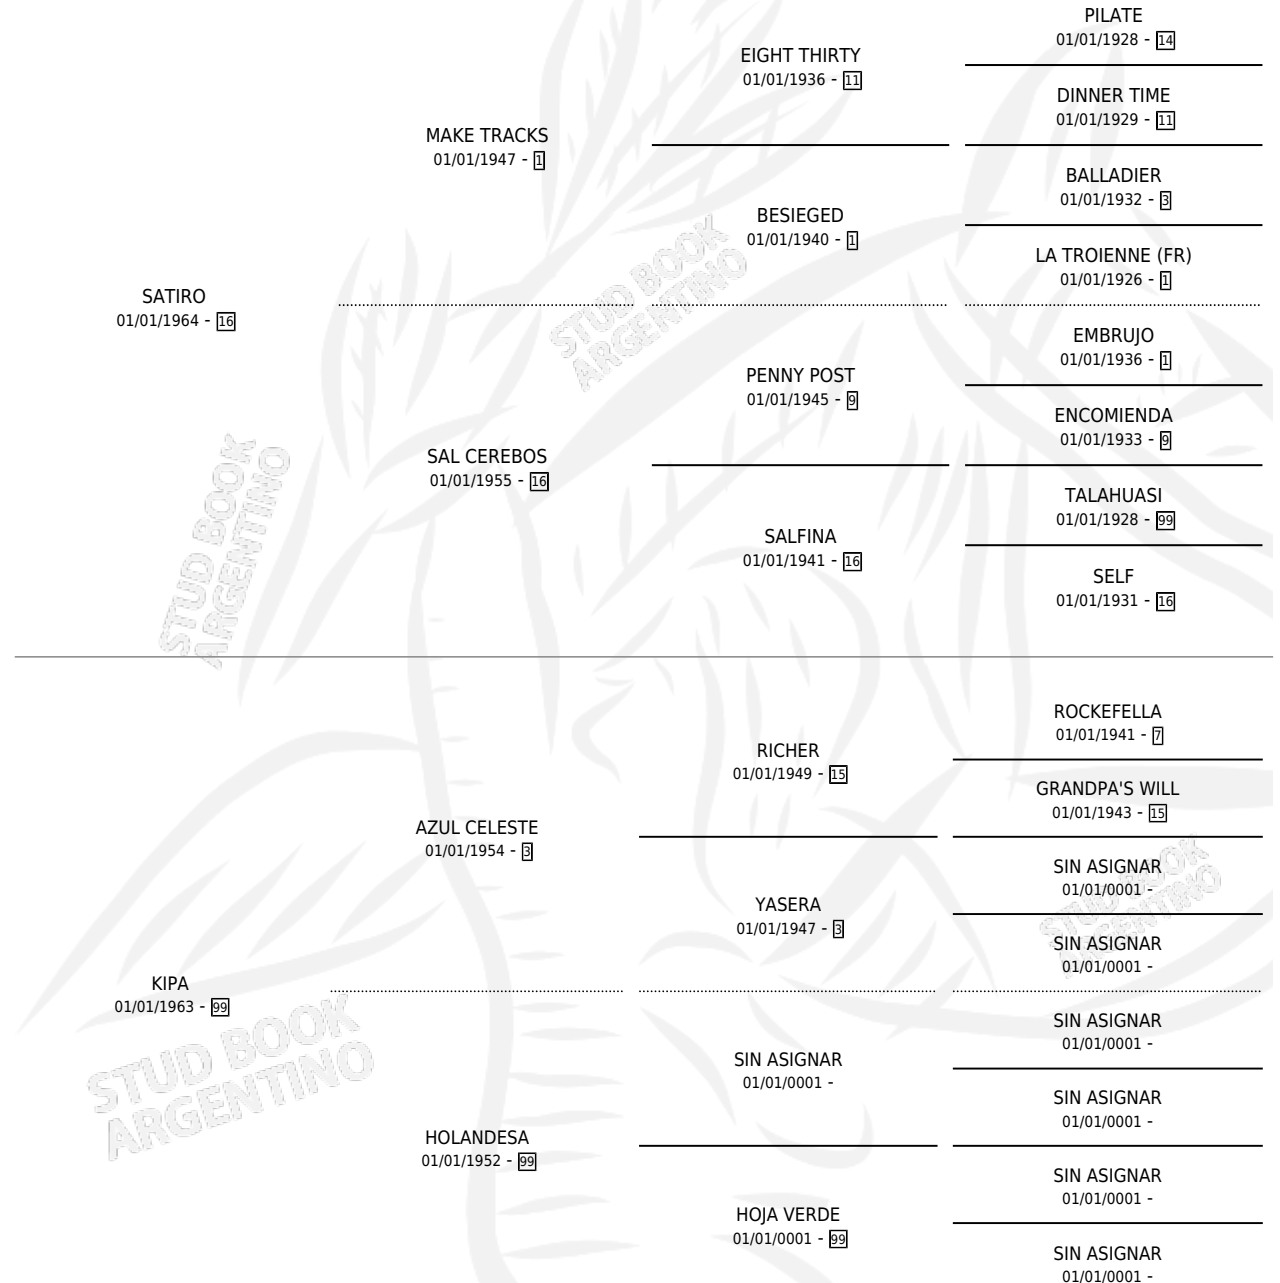 PILATE
01/01/1928 - 14
EIGHT THIRTY
01/01/1936 - 11
DINNER TIME
01/01/1929 - 11
MAKE TRACKS
01/01/1947 - 1
BALLADIER
01/01/1932 - 3
BESIEGED
01/01/1940 - 1
LA TROIENNE (FR)
01/01/1926 - 1
SATIRO
01/01/1964 - 16
EMBRUJO
01/01/1936 - 1
PENNY POST
01/01/1945 - 9
ENCOMIENDA
01/01/1933 - 9
SAL CEREBOS
01/01/1955 - 16
TALAHUASI
01/01/1928 - 99
SALFINA
01/01/1941 - 16
SELF
01/01/1931 - 16
STUD BOOK
ARGENTINO
STUD BOOK
ARGENTINO
ROCKEFELLA
01/01/1941 - 7
RICHER
01/01/1949 - 15
GRANDPA'S WILL
01/01/1943 - 15
AZUL CELESTE
01/01/1954 - 3
SIN ASIGNAR
01/01/0001 -
YASERA
01/01/1947 - 3
SIN ASIGNAR
01/01/0001 -
KIPA
01/01/1963 - 99
SIN ASIGNAR
01/01/0001 -
SIN ASIGNAR
01/01/0001 -
SIN ASIGNAR
01/01/0001 -
HOLANDESA
01/01/1952 - 99
SIN ASIGNAR
01/01/0001 -
HOJA VERDE
01/01/0001 - 99
SIN ASIGNAR
01/01/0001 -
STUD BOOK
ARGENTINO
STUD BOOK
ARGENTINO